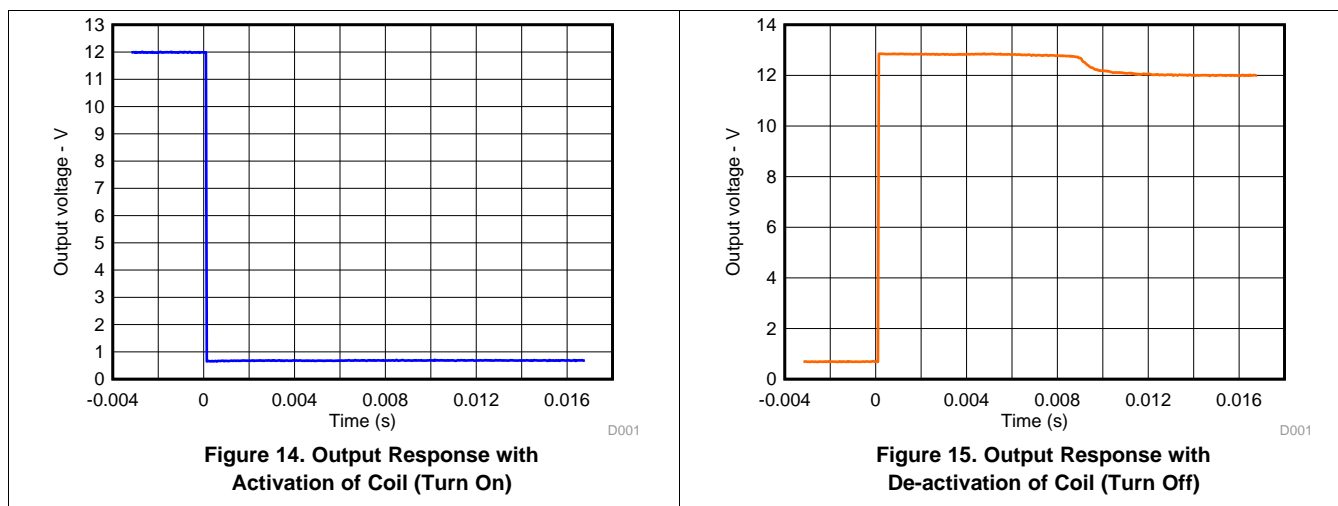 13
12
11
10
9
8
7
6
5
4
3
2
1
0
Output voltage - V
-0.004 0 0.004 0.008 0.012 0.016
Time (s)
D001
Figure 14. Output Response with
Activation of Coil (Turn On)
14
12
10
8
6
4
2
0
Output voltage - V
-0.004 0 0.004 0.008 0.012 0.016
Time (s)
D001
Figure 15. Output Response with
De-activation of Coil (Turn Off)